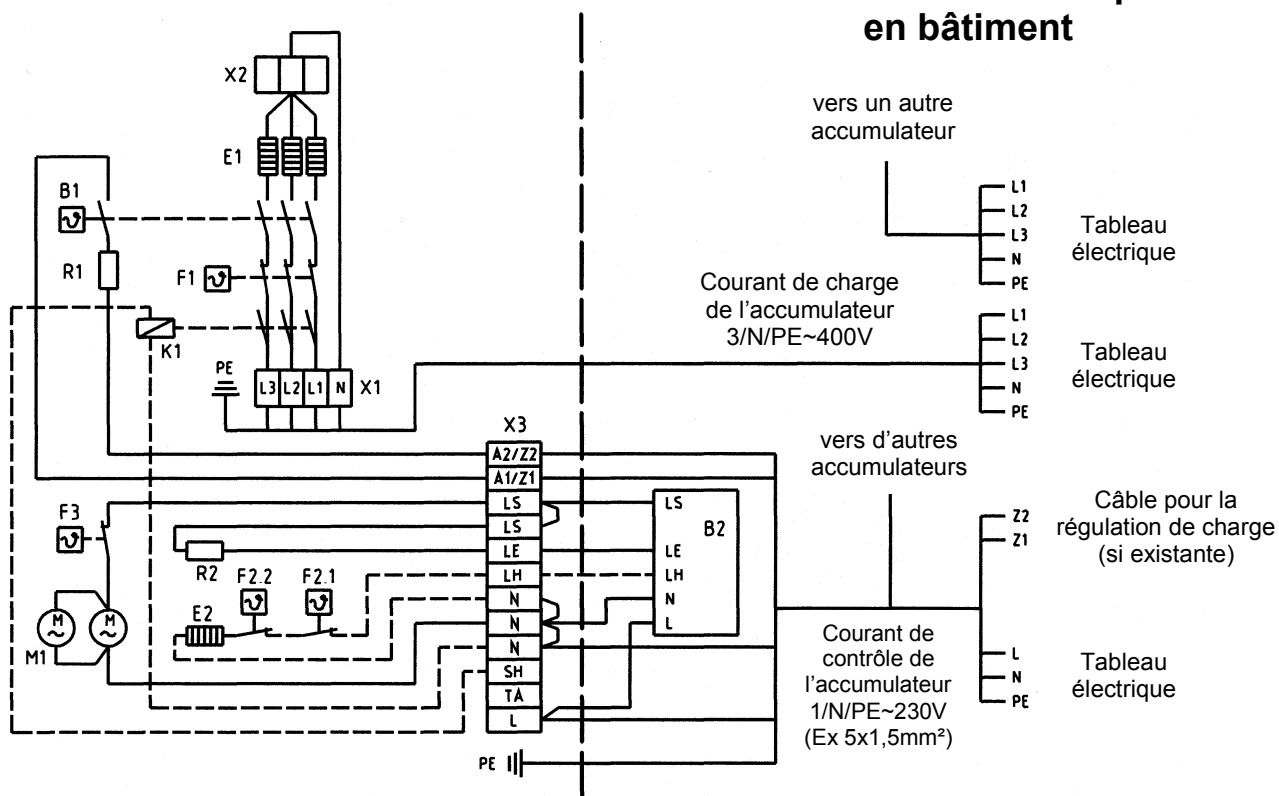 en bâtiment
X2
E1
B1
R1
F1
K1
PE
L3 L2 L1 N X1
vers un autre
accumulateur
L1
L2
L3
N
PE
Tableau
électrique
Courant de charge
de l’accumulateur
3/N/PE~400V
L1
L2
L3
N
PE
Tableau
électrique
X3
A2/Z2
A1/Z1
LS
LS
LE
LH
N
N
N
SH
TA
L
PE
F3
M
~
M
~
M1
R2
F2.2
F2.1
E2
LS
B2
LE
LH
N
L
vers d’autres
accumulateurs
Z2
Z1
Câble pour la
régulation de charge
(si existante)
Courant de
contrôle de
l’accumulateur
1/N/PE~230V
(Ex 5x1,5mm²)
L
N
PE
Tableau
électrique